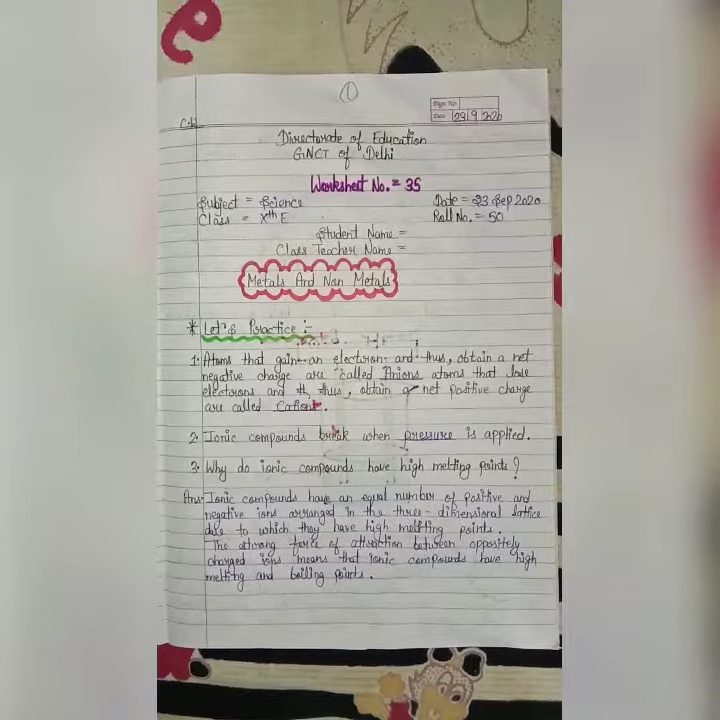 1
Page No.
Date 23 9 2020
C.W
Directorate of Education
GNCT of Delhi
Worksheet No. = 35
Subject = Science Date = 23 Sep 2020
Class = Xth E Roll No. = 50
Student Name =
Class Teacher Name =
Metals And Non Metals
* Let's Practice :-
1. Atoms that gain an electron and thus, obtain a net
negative charge are called Anions atoms that lose
electrons and thus, obtain a net positive charge
are called Cations.
2. Ionic compounds break when pressure is applied.
3. Why do ionic compounds have high melting points?
Ans- Ionic compounds have an equal number of positive and
negative ions arranged in the three-dimensional lattice
due to which they have high melting points.
The strong force of attraction between oppositely
charged ions means that ionic compounds have high
melting and boiling points.